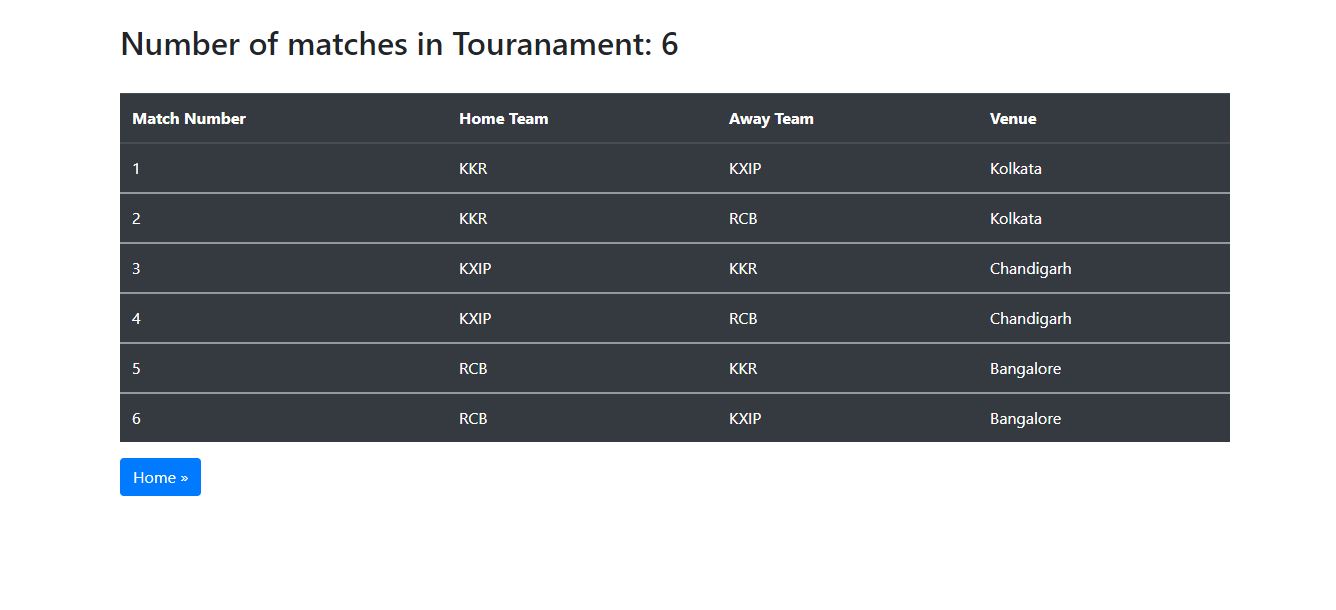 Number of matches in Touranament: 6
Match Number Home Team Away Team Venue
1 KKR KXIP Kolkata
2 KKR RCB Kolkata
3 KXIP KKR Chandigarh
4 KXIP RCB Chandigarh
5 RCB KKR Bangalore
6 RCB KXIP Bangalore
Home »